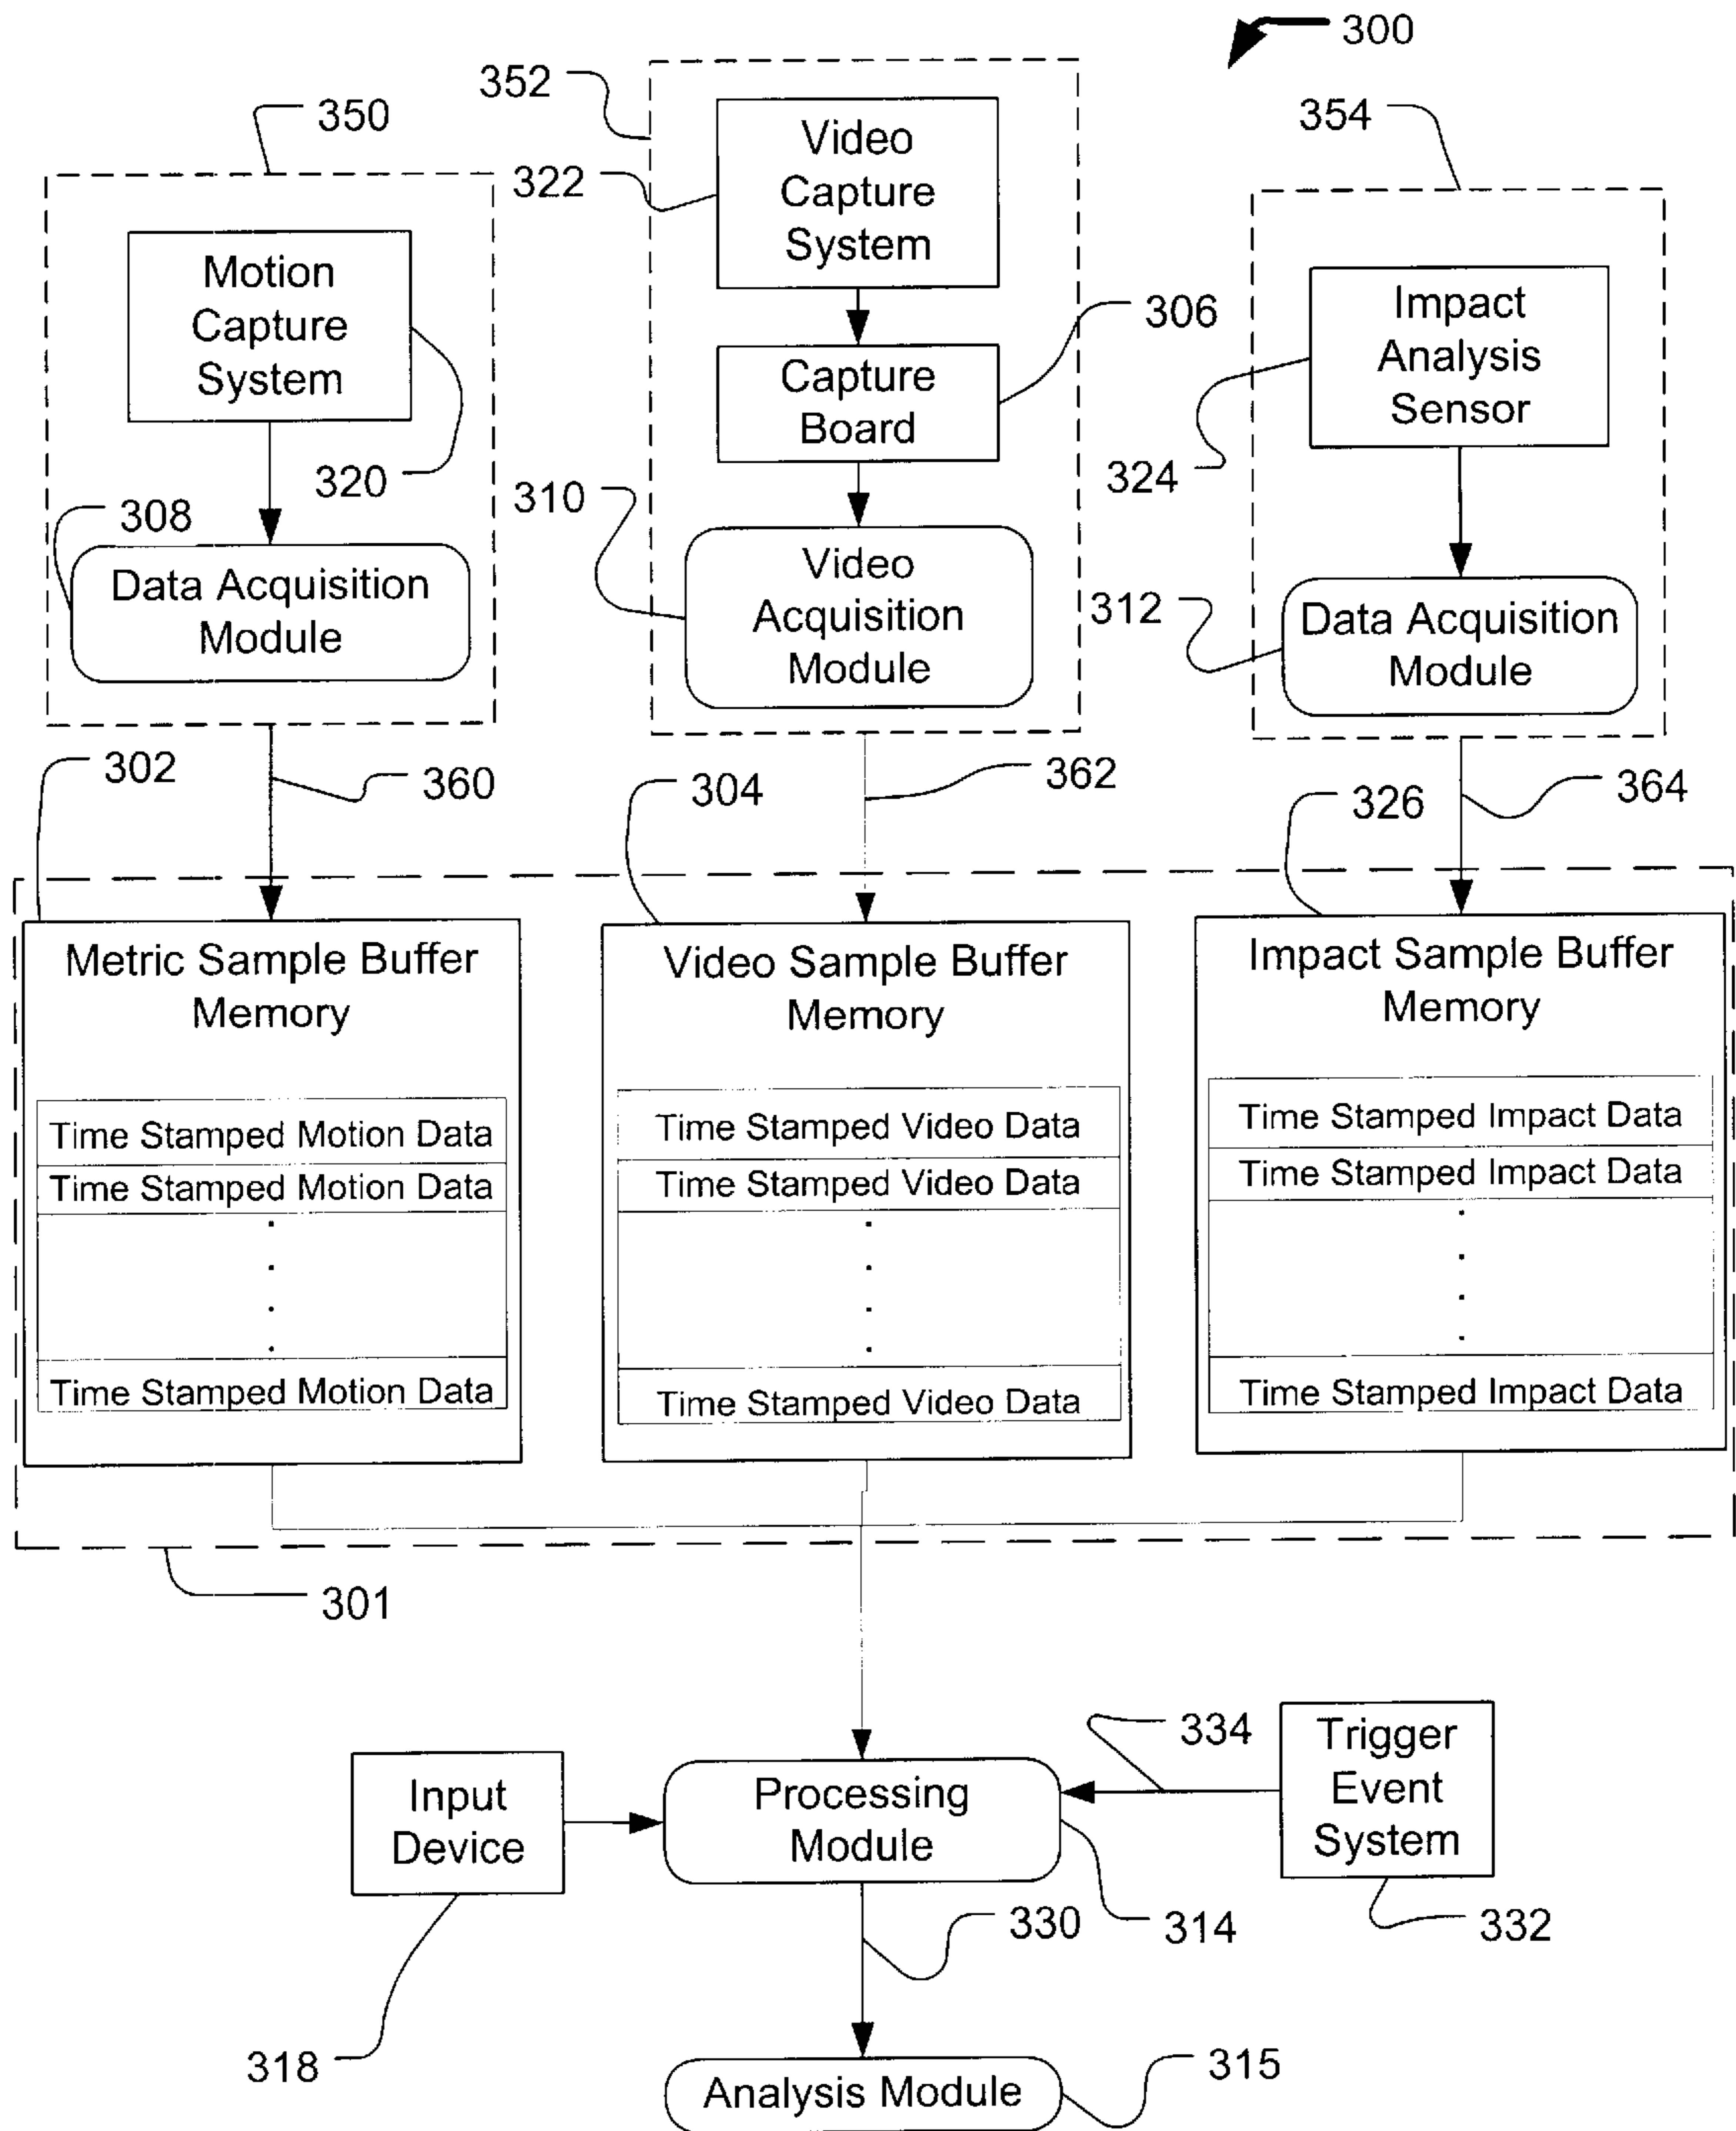 300
352
350
354
Video
Capture
System
322
Motion
Capture
System
Impact
Analysis
Sensor
306
Capture
Board
320
324
310
308
Data Acquisition
Module
Video
Acquisition
Module
312
Data Acquisition
Module
302
360
304
362
326
364
Metric Sample Buffer
Memory
Time Stamped Motion Data
Time Stamped Motion Data
.
.
.
.
Time Stamped Motion Data
Video Sample Buffer
Memory
Time Stamped Video Data
Time Stamped Video Data
.
.
.
.
Time Stamped Video Data
Impact Sample Buffer
Memory
Time Stamped Impact Data
Time Stamped Impact Data
.
.
.
.
Time Stamped Impact Data
301
334
Trigger
Event
System
Input
Device
Processing
Module
330
314
332
318
315
Analysis Module